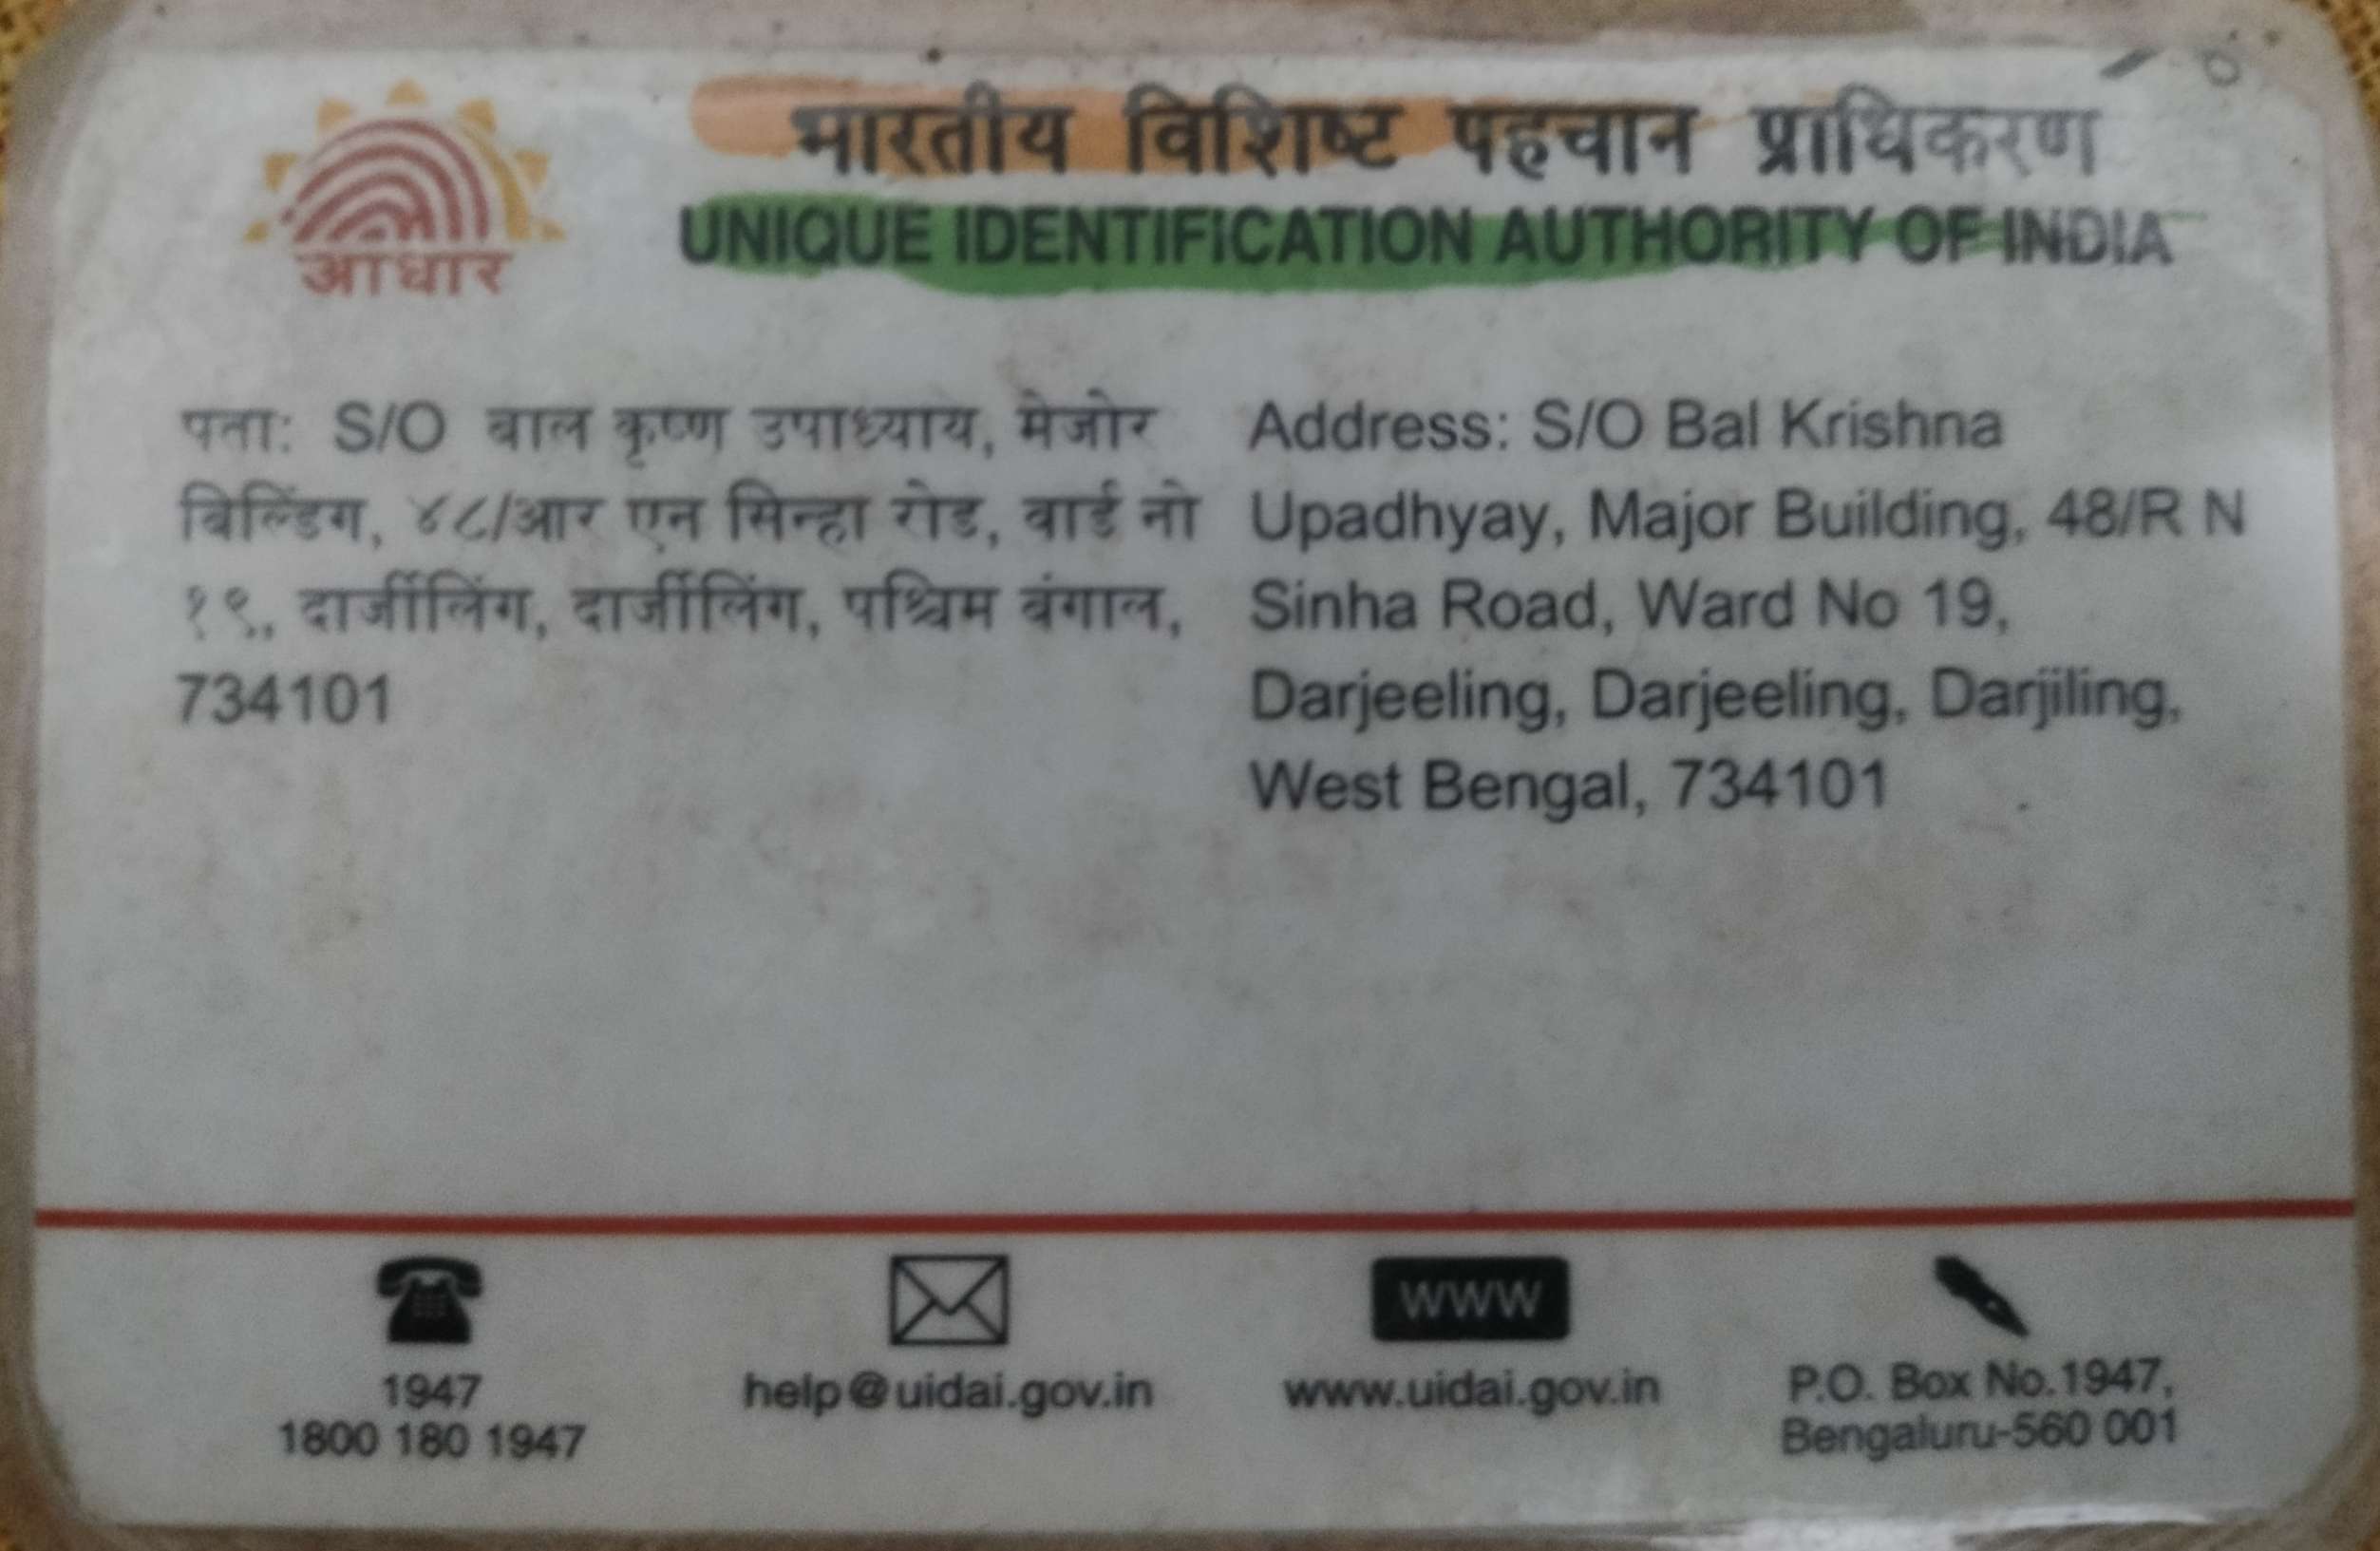 भारतीय विशिष्ट पहचान प्राधिकरण
UNIQUE IDENTIFICATION AUTHORITY OF INDIA
आधार
पता: S/O बाल कृष्ण उपाध्याय, मेजोर
बिल्डिंग, ४८/आर एन सिन्हा रोड, वार्ड नो
१९,, दार्जीलिंग, दार्जीलिंग, पश्चिम बंगाल,
734101
Address: S/O Bal Krishna
Upadhyay, Major Building, 48/R N
Sinha Road, Ward No 19,
Darjeeling, Darjeeling, Darjiling,
West Bengal, 734101
1947
1800 180 1947
help@uidai.gov.in
WWW
www.uidai.gov.in
P.O. Box No.1947,
Bengaluru-560 001